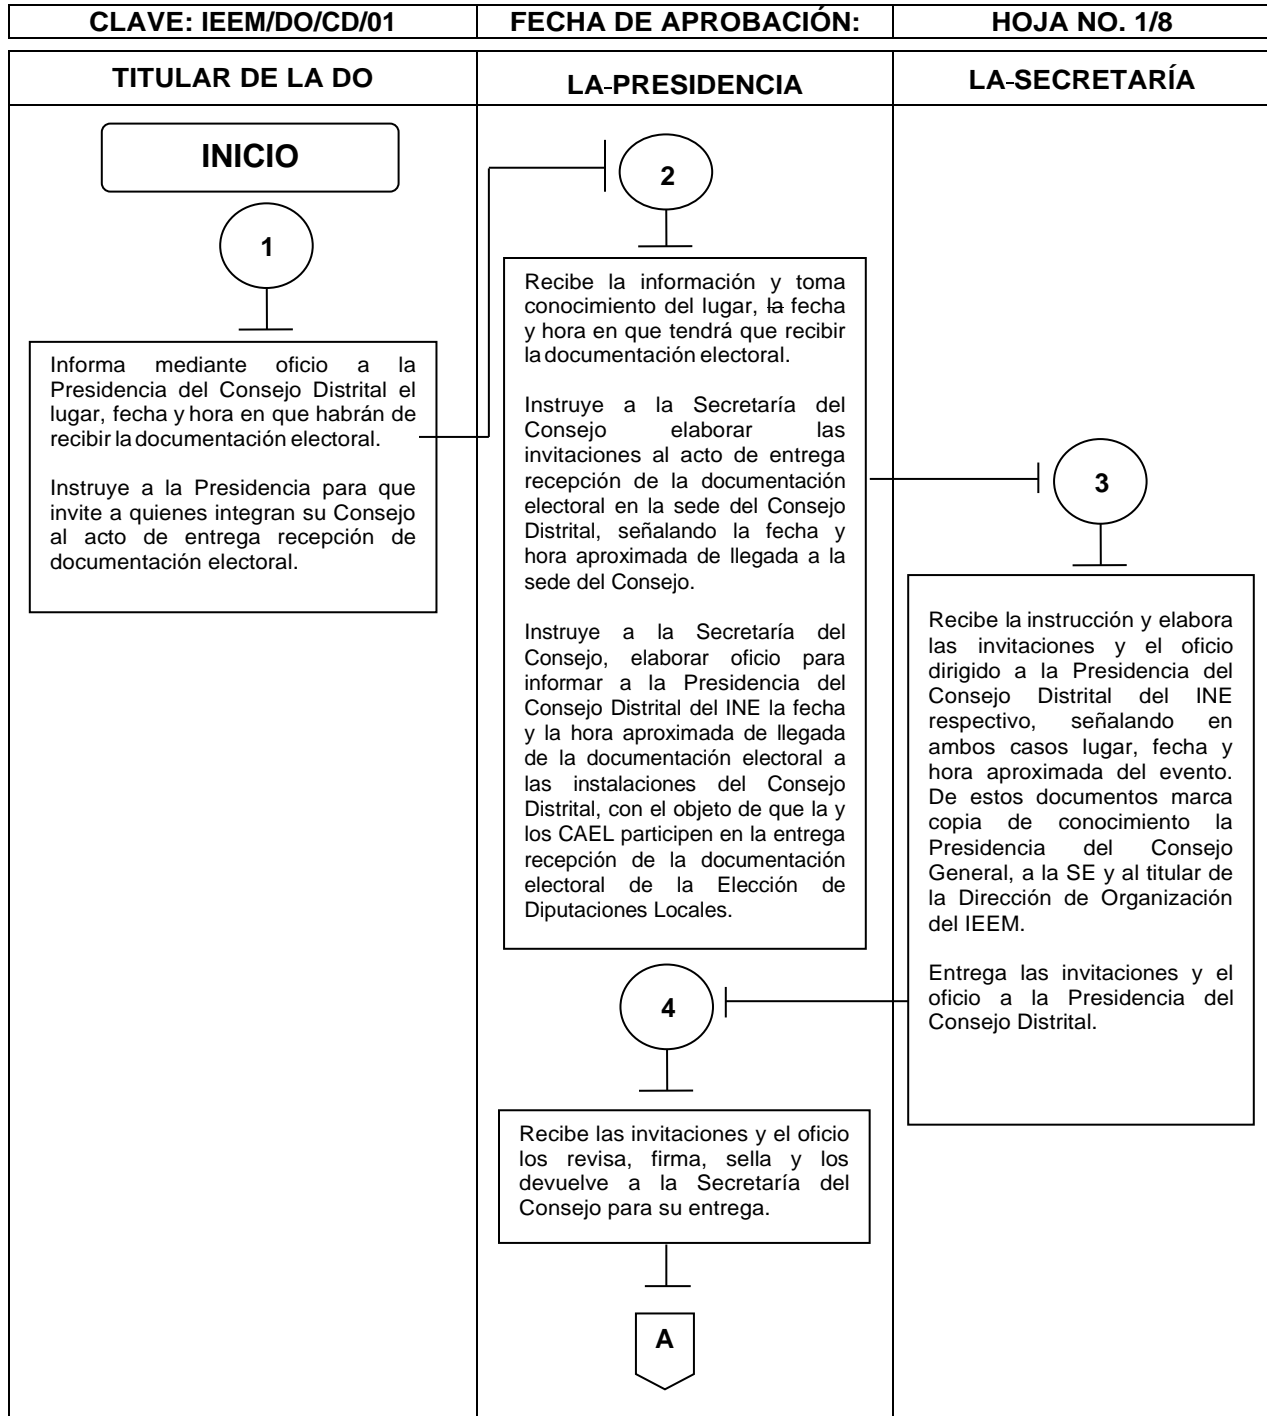 CLAVE: IEEM/DO/CD/01
FECHA DE APROBACIÓN:
HOJA NO. 1/8
TITULAR DE LA DO
LA-PRESIDENCIA
LA-SECRETARÍA
INICIO
1
Informa mediante oficio a la
Presidencia del Consejo Distrital el
lugar, fecha y hora en que habrán de
recibir la documentación electoral.
Instruye a la Presidencia para que
invite a quienes integran su Consejo
al acto de entrega recepción de
documentación electoral.
2
Recibe la información y toma
conocimiento del lugar, la fecha
y hora en que tendrá que recibir
la documentación electoral.
Instruye a la Secretaría del
Consejo elaborar las
invitaciones al acto de entrega
recepción de la documentación
electoral en la sede del Consejo
Distrital, señalando la fecha y
hora aproximada de llegada a la
sede del Consejo.
Instruye a la Secretaría del
Consejo, elaborar oficio para
informar a la Presidencia del
Consejo Distrital del INE la fecha
y la hora aproximada de llegada
de la documentación electoral a
las instalaciones del Consejo
Distrital, con el objeto de que la y
los CAEL participen en la entrega
recepción de la documentación
electoral de la Elección de
Diputaciones Locales.
3
Recibe la instrucción y elabora
las invitaciones y el oficio
dirigido a la Presidencia del
Consejo Distrital del INE
respectivo, señalando en
ambos casos lugar, fecha y
hora aproximada del evento.
De estos documentos marca
copia de conocimiento la
Presidencia del Consejo
General, a la SE y al titular de
la Dirección de Organización
del IEEM.
Entrega las invitaciones y el
oficio a la Presidencia del
Consejo Distrital.
4
Recibe las invitaciones y el oficio
los revisa, firma, sella y los
devuelve a la Secretaría del
Consejo para su entrega.
A